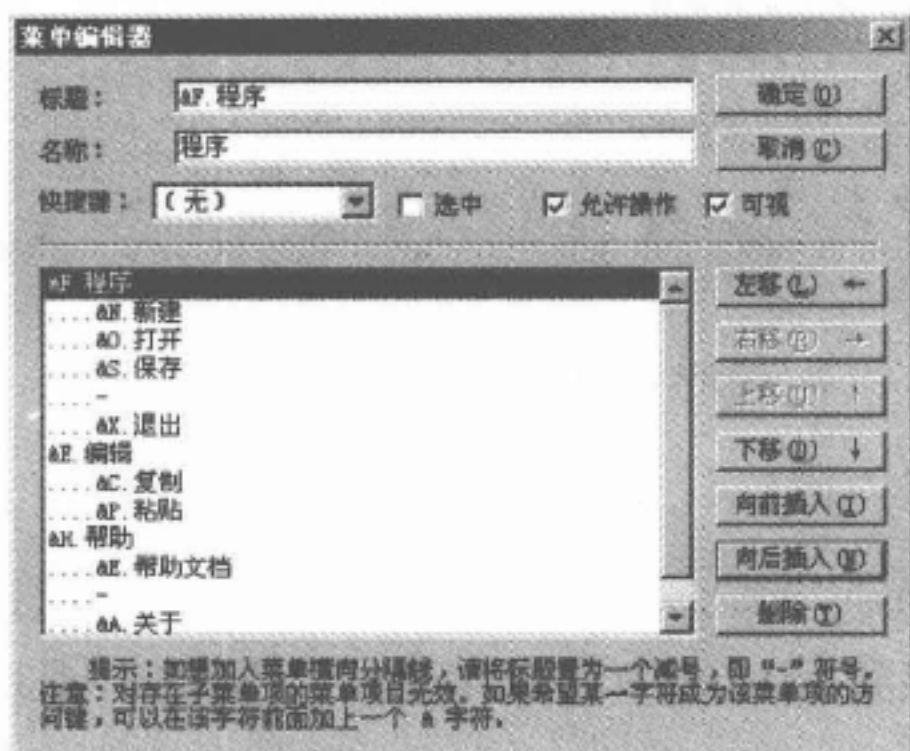 菜单编辑器
标题： &F.程序 确定(O)
名称： 程序 取消(C)
快捷键： (无) 选中 允许操作 可视
&F.程序 左移(L) ←
....&N.新建
....&O.打开 右移(R) →
....&S.保存
....- 上移(U) ↑
....&X.退出
&E.编辑 下移(D) ↓
....&C.复制
....&P.粘贴 向前插入(I)
&H.帮助
....&E.帮助文档 向后插入(N)
....-
....&A.关于 删除(T)
提示：如想加入菜单横向分隔线，请将标题置为一个减号，即“-”符号。
注意：对存在子菜单项的菜单项目无效。如果希望某一字符成为该菜单项的访
问键，可以在该字符前面加上一个 & 字符。